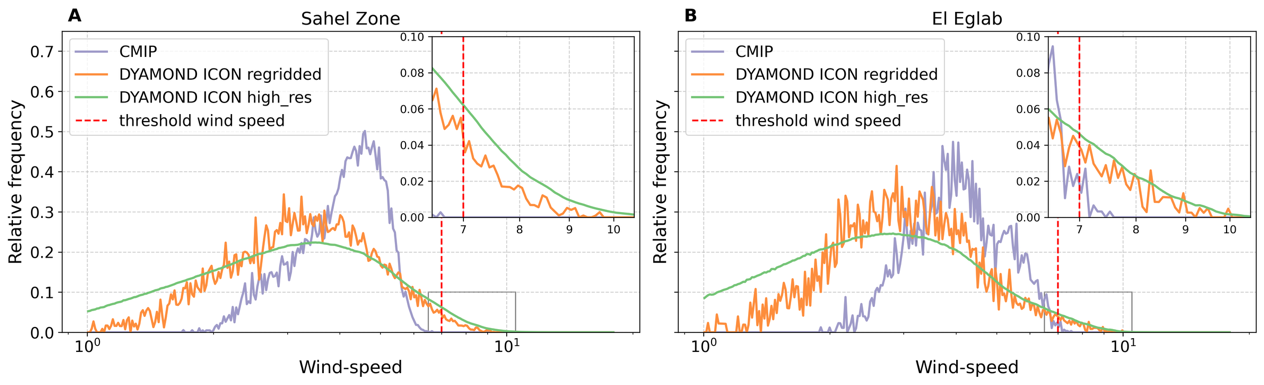 A
Sahel Zone
CMIP
DYAMOND ICON regridded
DYAMOND ICON high_res
threshold wind speed
0.10
0.08
0.06
0.04
0.02
0.00
7 8 9 10
Relative frequency
0.7
0.6
0.5
0.4
0.3
0.2
0.1
0.0
10⁰ 10¹
Wind-speed
B
El Eglab
CMIP
DYAMOND ICON regridded
DYAMOND ICON high_res
threshold wind speed
0.10
0.08
0.06
0.04
0.02
0.00
7 8 9 10
Relative frequency
10⁰ 10¹
Wind-speed